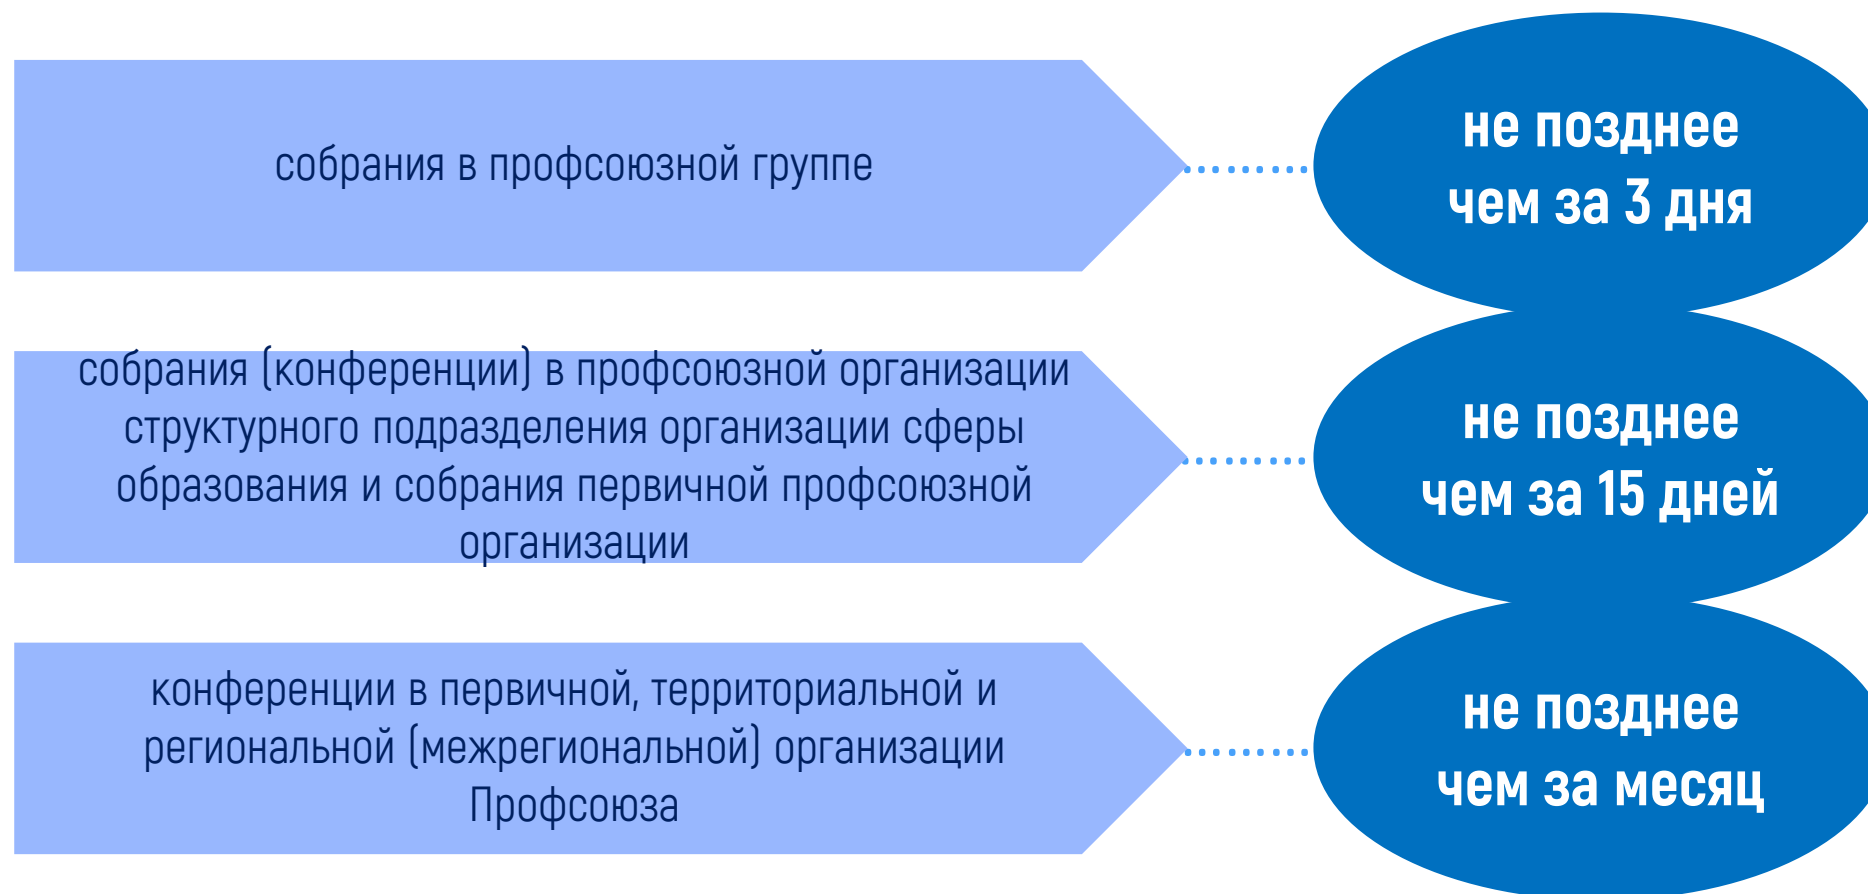 собрания в профсоюзной группе
не позднее
чем за 3 дня
собрания (конференции) в профсоюзной организации
структурного подразделения организации сферы
образования и собрания первичной профсоюзной
организации
не позднее
чем за 15 дней
конференции в первичной, территориальной и
региональной (межрегиональной) организации
Профсоюза
не позднее
чем за месяц